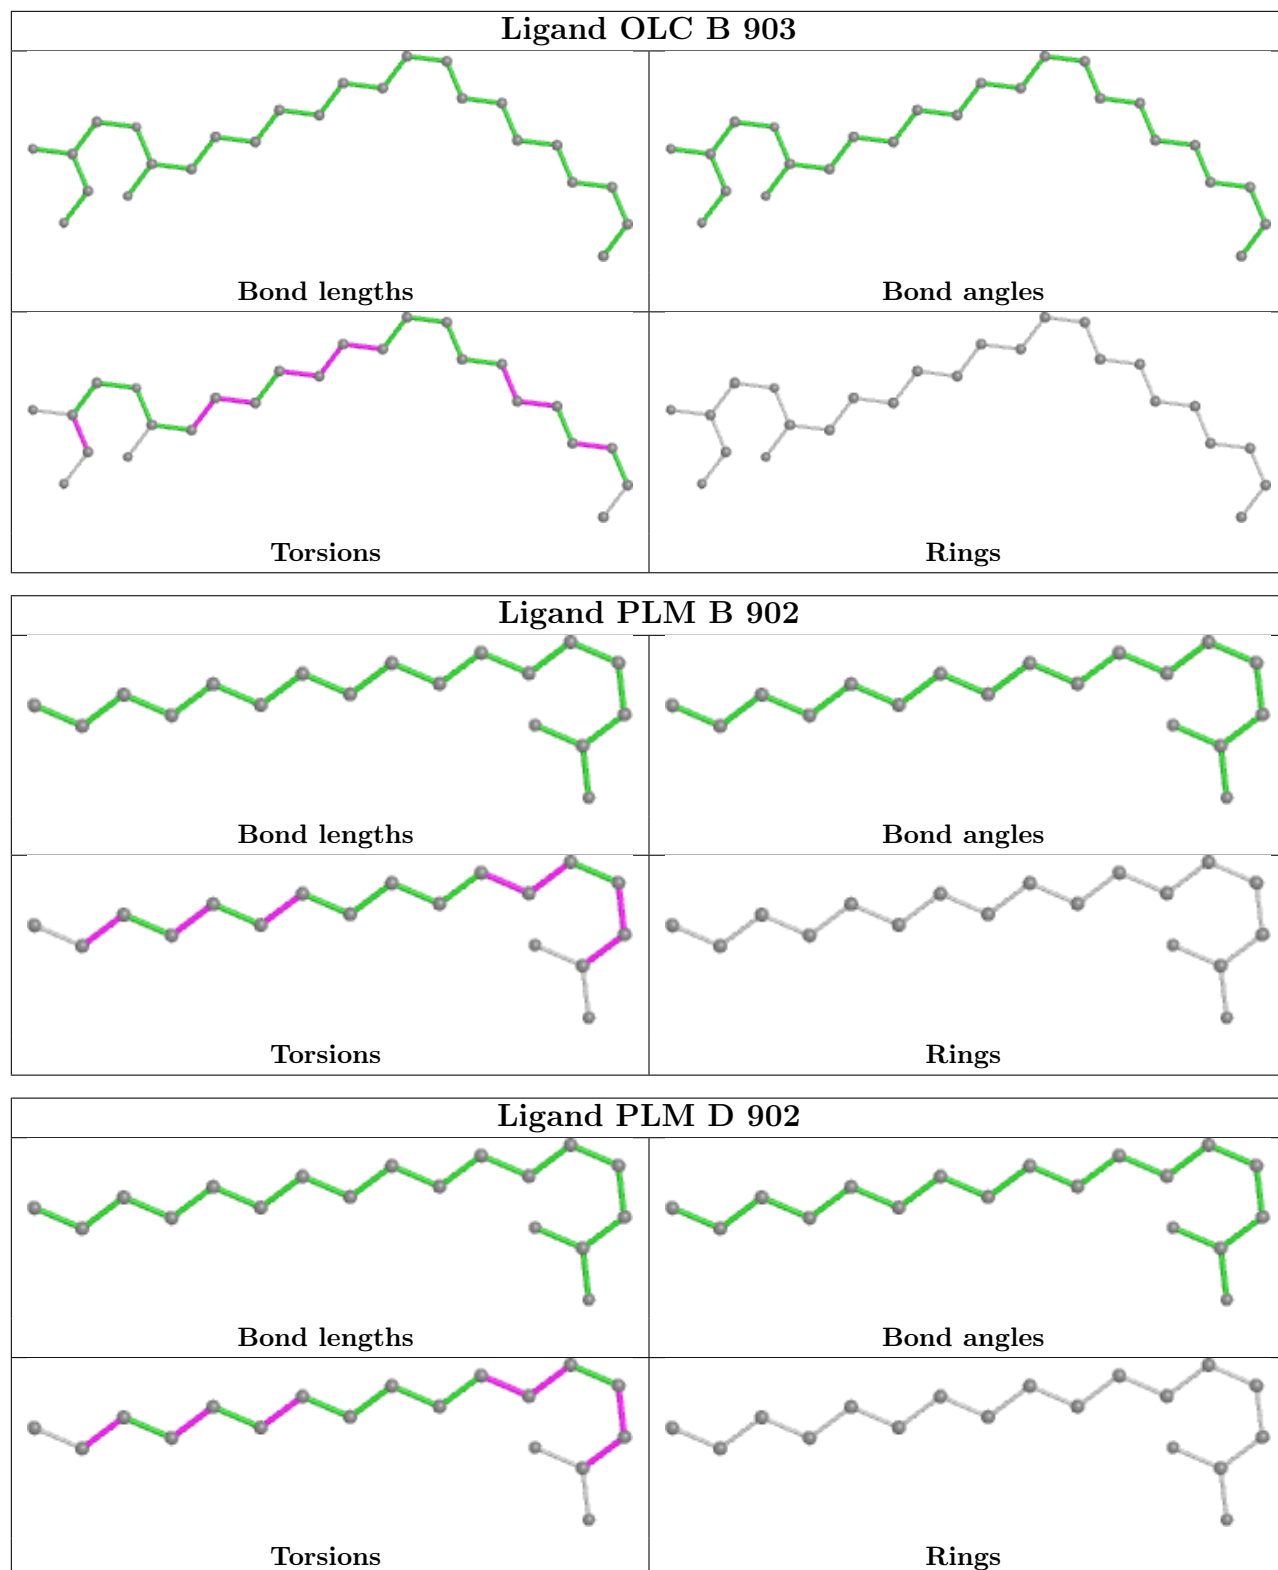 Ligand OLC B 903
Bond lengths
Bond angles
Torsions
Rings
Ligand PLM B 902
Bond lengths
Bond angles
Torsions
Rings
Ligand PLM D 902
Bond lengths
Bond angles
Torsions
Rings